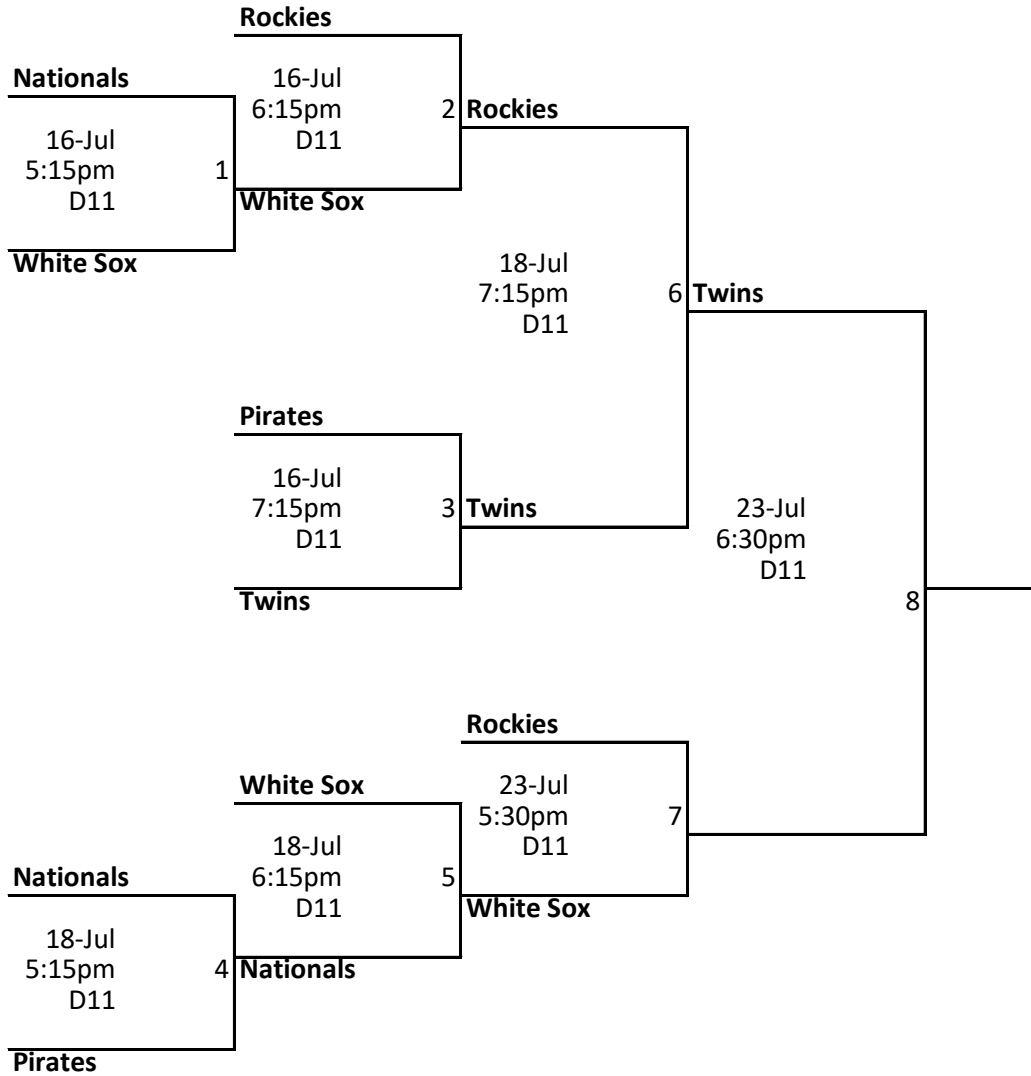 Rockies
Nationals
16-Jul
6:15pm
D11
2
Rockies
16-Jul
5:15pm
D11
1
White Sox
White Sox
18-Jul
7:15pm
D11
6
Twins
Pirates
16-Jul
7:15pm
D11
3
Twins
Twins
23-Jul
6:30pm
D11
8
Rockies
White Sox
23-Jul
5:30pm
D11
7
18-Jul
6:15pm
D11
5
White Sox
Nationals
18-Jul
5:15pm
D11
4
Nationals
Pirates